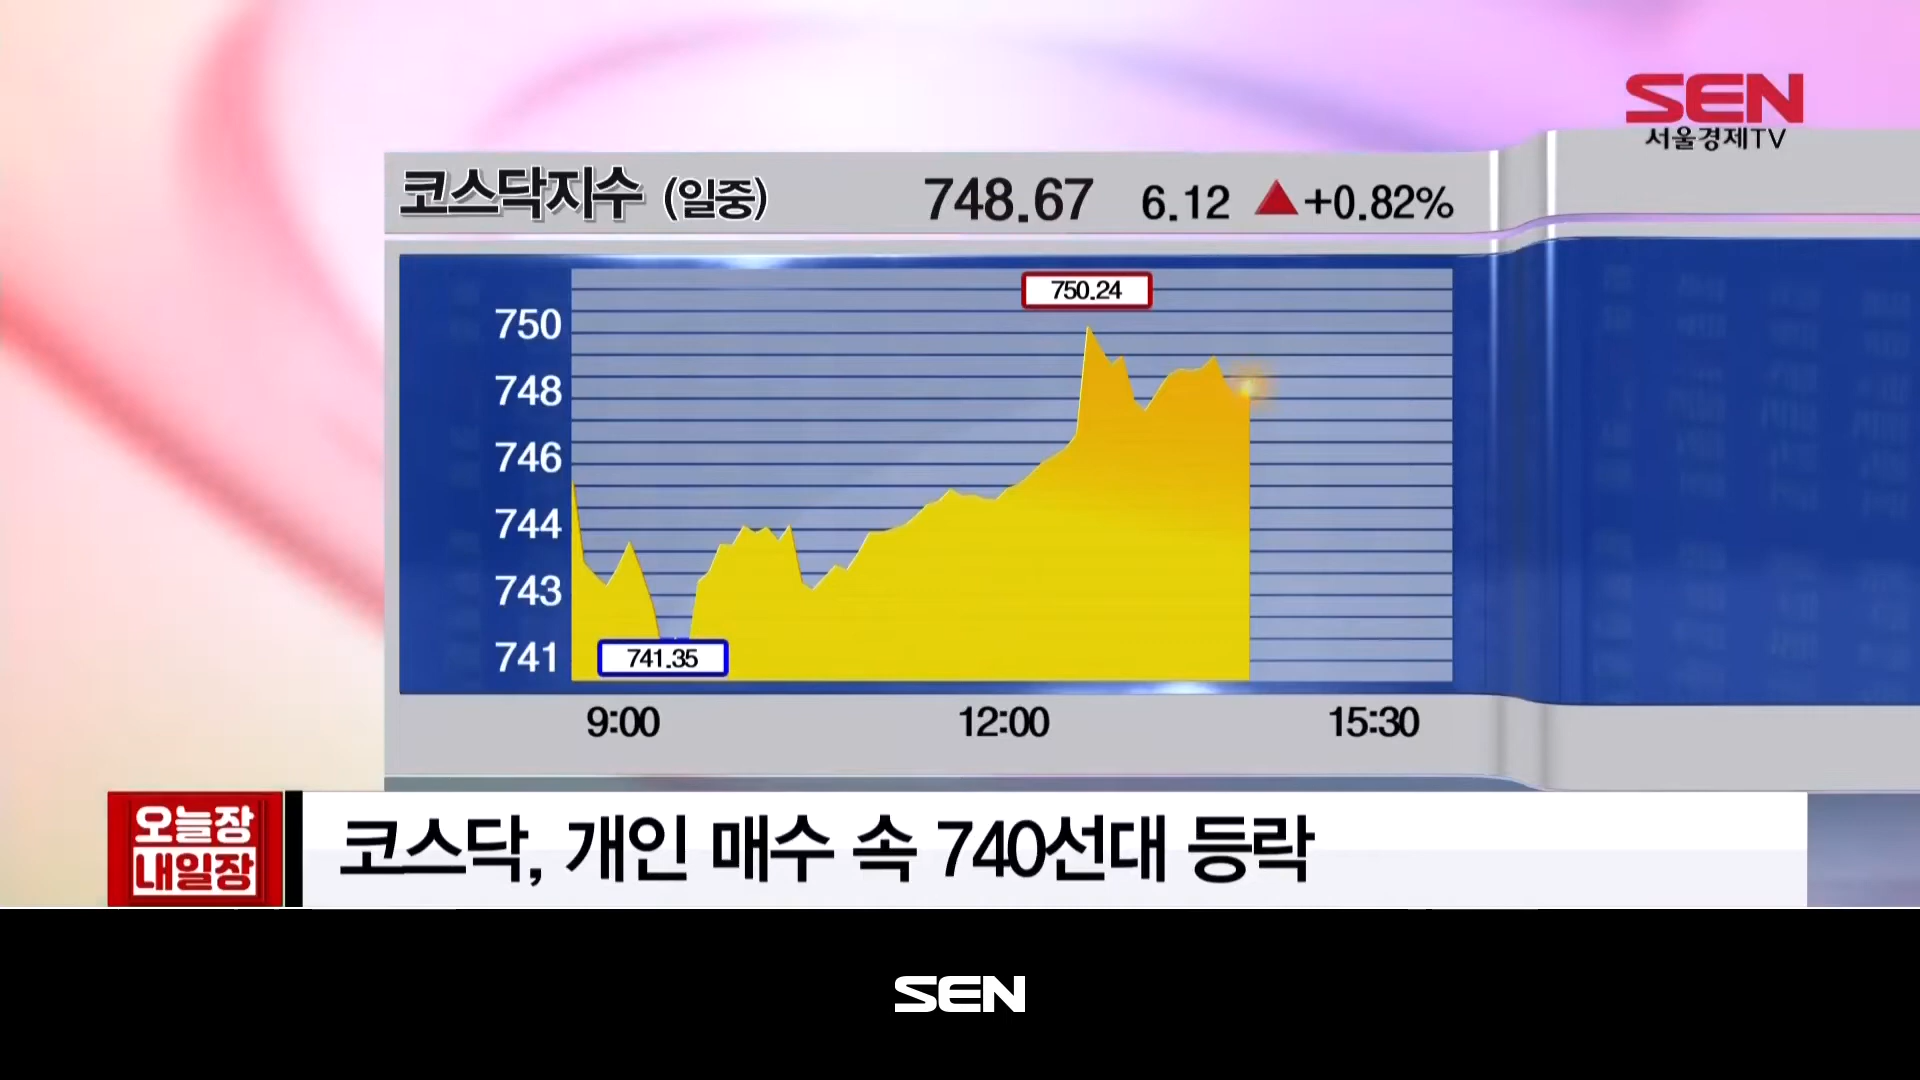 SEN
서울경제TV
코스닥지수 (일중) 748.67 6.12 ▲+0.82%
750.24
750
748
746
744
743
741
741.35
9:00 12:00 15:30
오늘장
내일장
코스닥, 개인 매수 속 740선대 등락
SEN